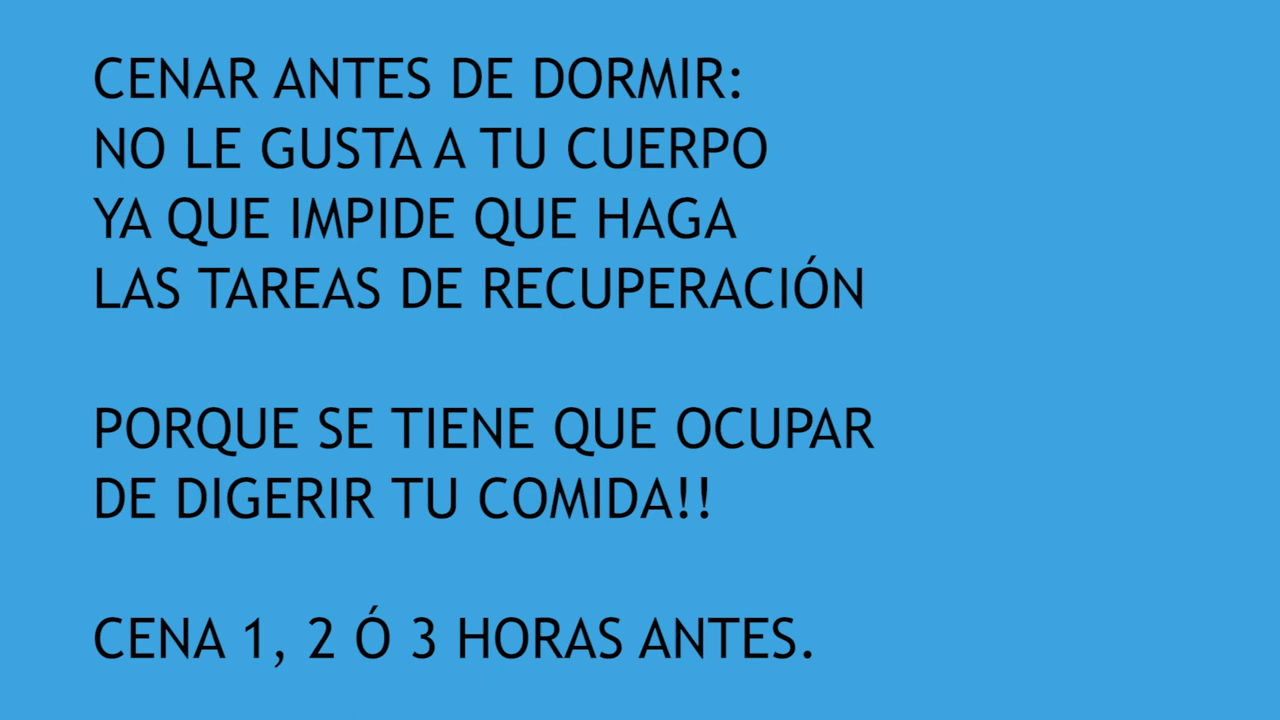 CENAR ANTES DE DORMIR:
NO LE GUSTA A TU CUERPO
YA QUE IMPIDE QUE HAGA
LAS TAREAS DE RECUPERACIÓN
PORQUE SE TIENE QUE OCUPAR
DE DIGERIR TU COMIDA!!
CENA 1, 2 Ó 3 HORAS ANTES.